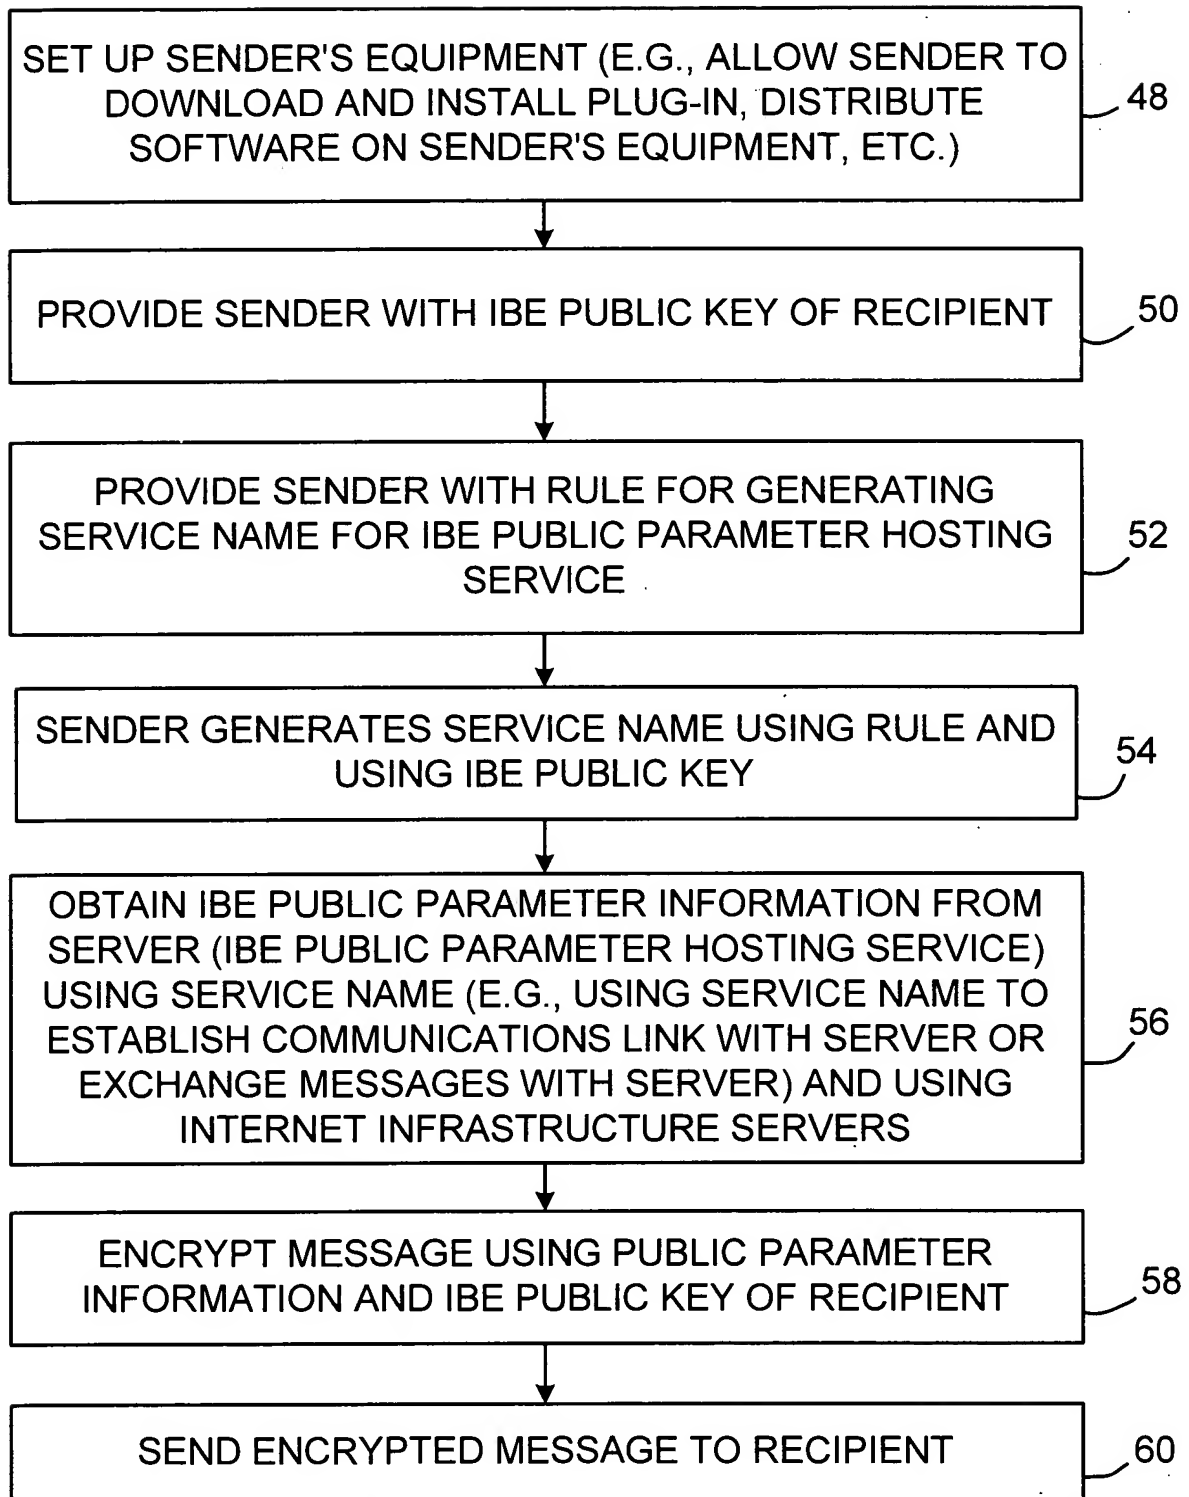 SET UP SENDER'S EQUIPMENT (E.G., ALLOW SENDER TO
DOWNLOAD AND INSTALL PLUG-IN, DISTRIBUTE
SOFTWARE ON SENDER'S EQUIPMENT, ETC.)
48
PROVIDE SENDER WITH IBE PUBLIC KEY OF RECIPIENT
50
PROVIDE SENDER WITH RULE FOR GENERATING
SERVICE NAME FOR IBE PUBLIC PARAMETER HOSTING
SERVICE
52
SENDER GENERATES SERVICE NAME USING RULE AND
USING IBE PUBLIC KEY
54
OBTAIN IBE PUBLIC PARAMETER INFORMATION FROM
SERVER (IBE PUBLIC PARAMETER HOSTING SERVICE)
USING SERVICE NAME (E.G., USING SERVICE NAME TO
ESTABLISH COMMUNICATIONS LINK WITH SERVER OR
EXCHANGE MESSAGES WITH SERVER) AND USING
INTERNET INFRASTRUCTURE SERVERS
56
ENCRYPT MESSAGE USING PUBLIC PARAMETER
INFORMATION AND IBE PUBLIC KEY OF RECIPIENT
58
SEND ENCRYPTED MESSAGE TO RECIPIENT
60